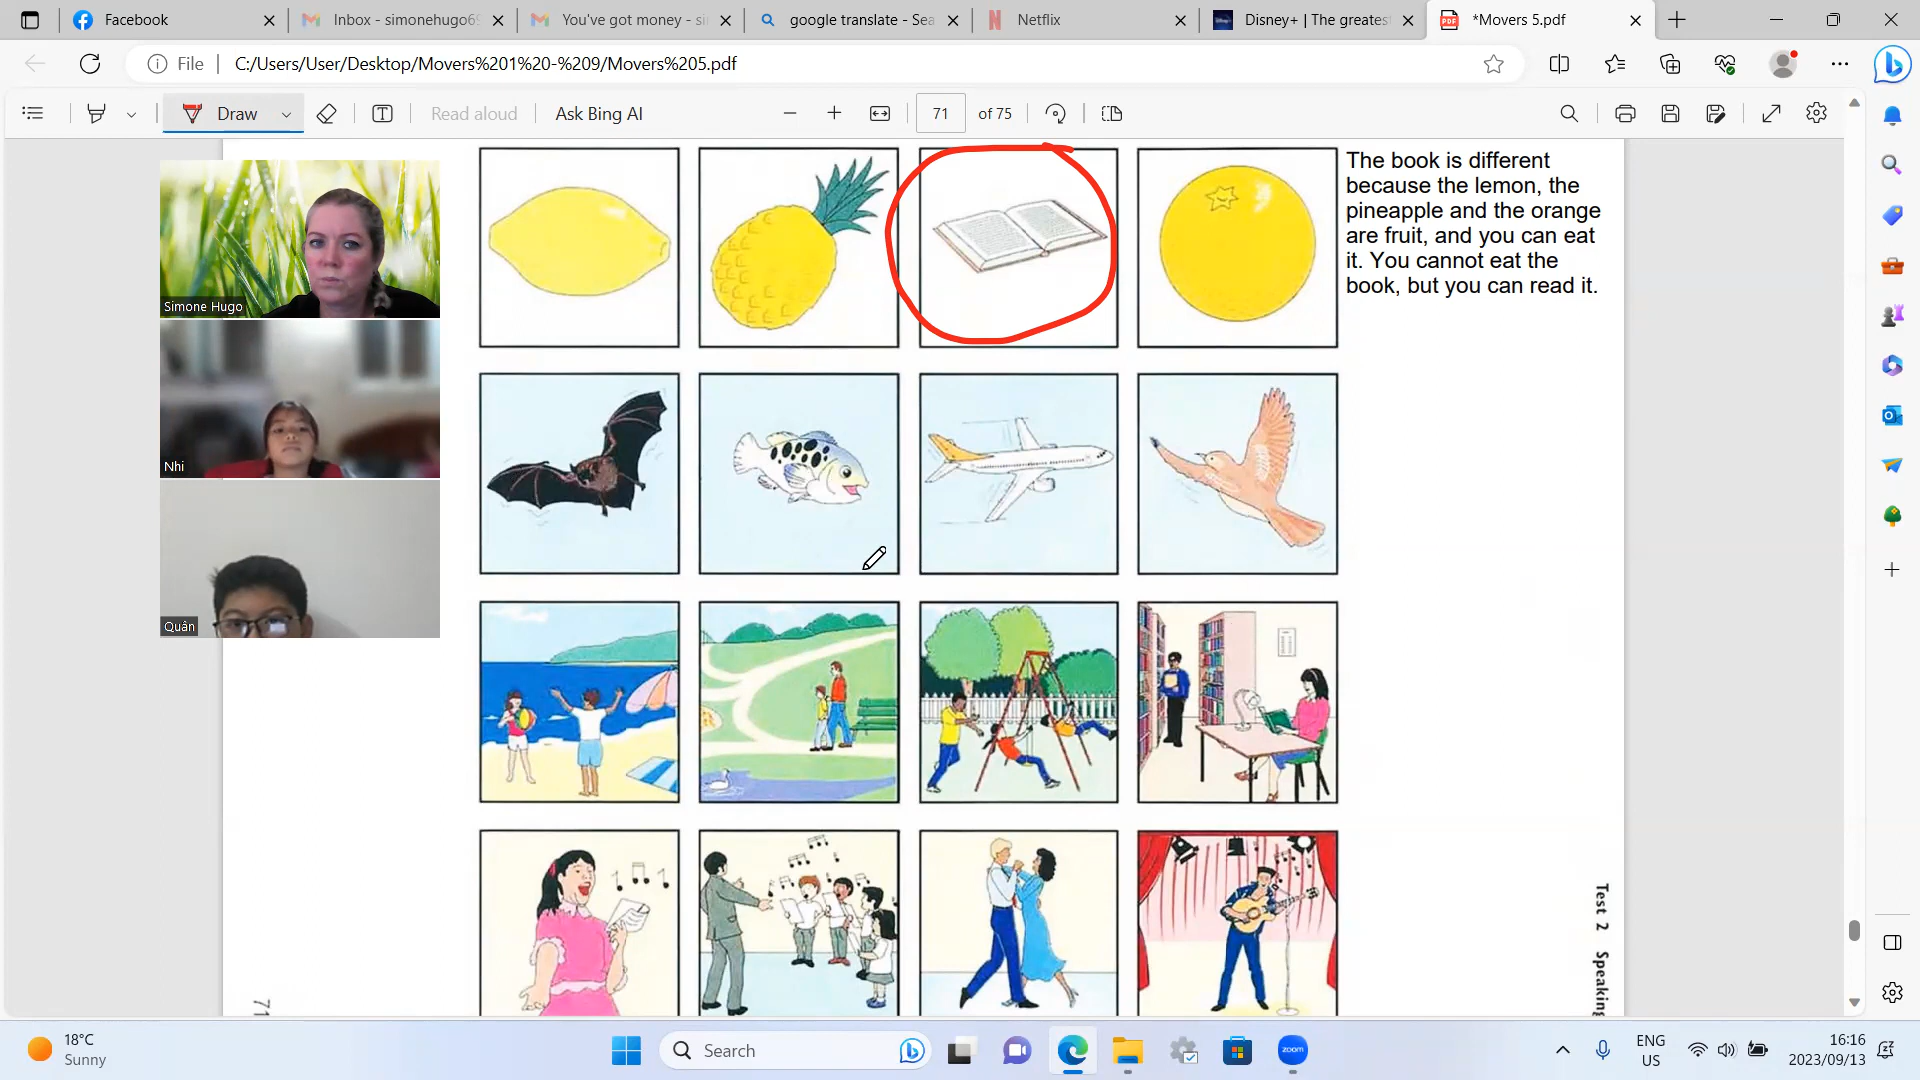 Facebook
Inbox - simonehugo69
You've got money - si
google translate - Sea
Netflix
Disney+ | The greatest
*Movers 5.pdf
File
C:/Users/User/Desktop/Movers%201%20-%209/Movers%205.pdf
Draw
Read aloud
Ask Bing AI
71
of 75
The book is different
because the lemon, the
pineapple and the orange
are fruit, and you can eat
it. You cannot eat the
book, but you can read it.
Simone Hugo
Nhi
Quân
Test 2 Speaking
71
18°C
Sunny
Search
zoom
ENG
US
16:16
2023/09/13